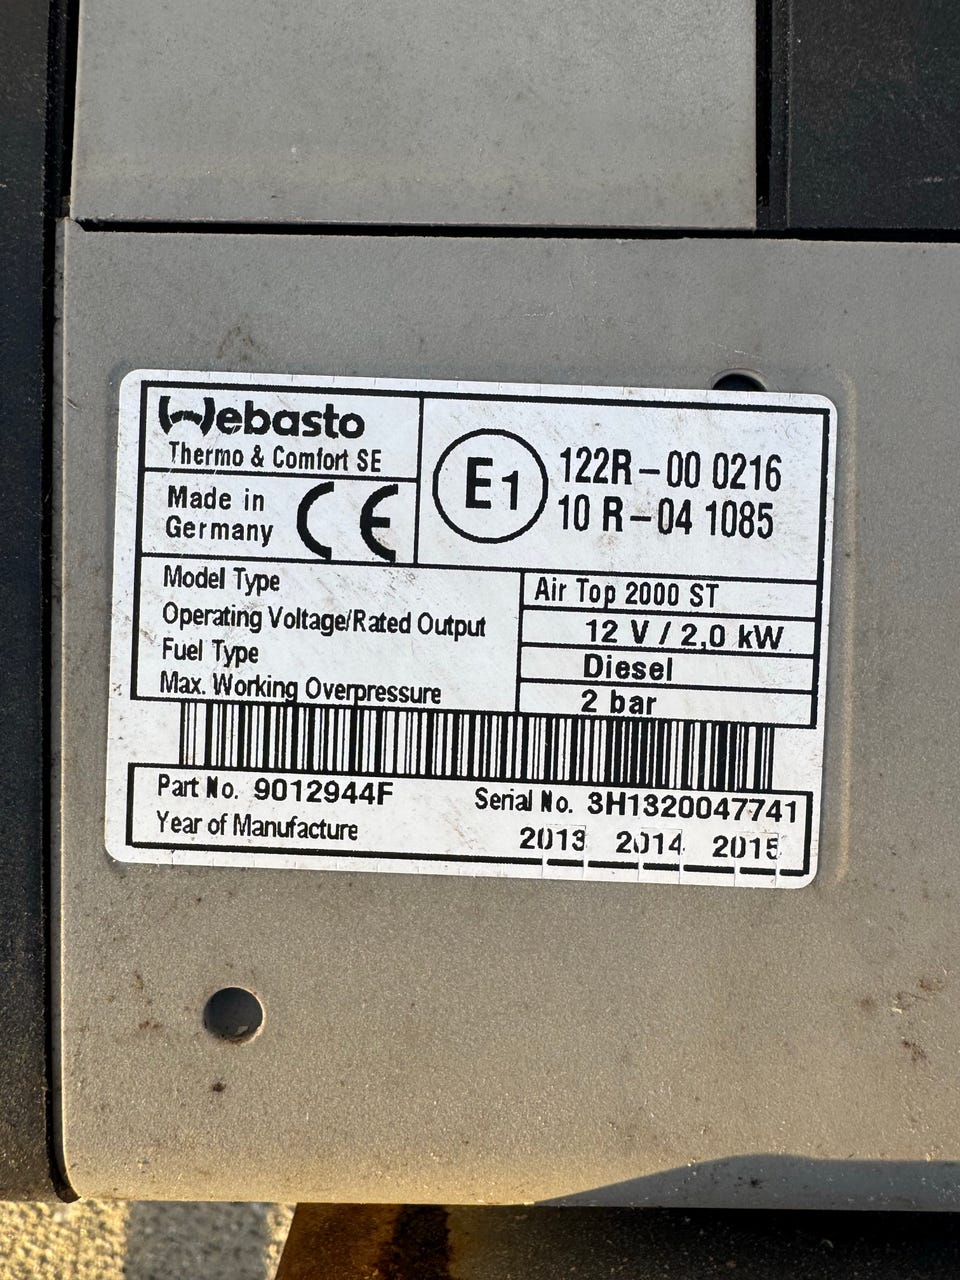 Webasto
Thermo & Comfort SE
Made in
Germany
CE
E1
122R-00 0216
10 R-04 1085
Model Type Air Top 2000 ST
Operating Voltage/Rated Output 12 V / 2,0 kW
Fuel Type Diesel
Max. Working Overpressure 2 bar
Part No. 9012944F Serial No. 3H1320047741
Year of Manufacture 2013 2014 2015